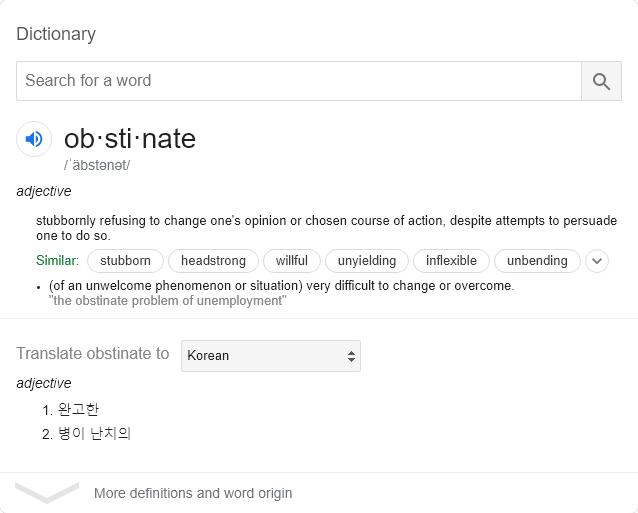 Dictionary
Search for a word
ob·sti·nate
/ˈäbstənət/
adjective
stubbornly refusing to change one's opinion or chosen course of action, despite attempts to persuade
one to do so.
Similar: stubborn headstrong willful unyielding inflexible unbending
• (of an unwelcome phenomenon or situation) very difficult to change or overcome.
"the obstinate problem of unemployment"
Translate obstinate to Korean
adjective
1. 완고한
2. 병이 난치의
More definitions and word origin